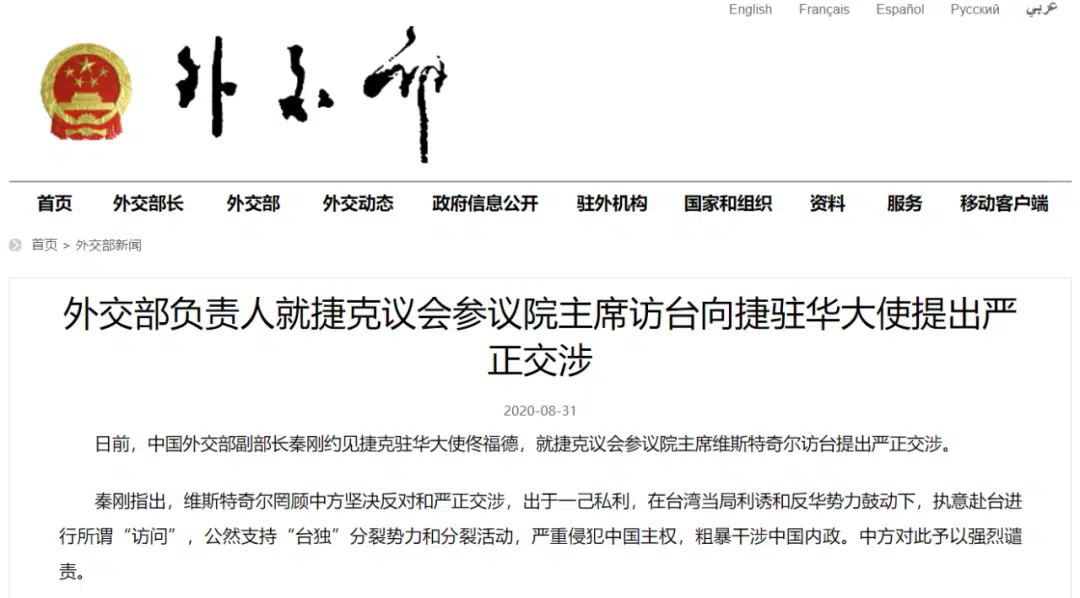 English Français Español Русский عربي
外交部
首页 外交部长 外交部 外交动态 政府信息公开 驻外机构 国家和组织 资料 服务 移动客户端
首页 > 外交部新闻
外交部负责人就捷克议会参议院主席访台向捷驻华大使提出严
正交涉
2020-08-31
日前，中国外交部副部长秦刚约见捷克驻华大使佟福德，就捷克议会参议院主席维斯特奇尔访台提出严正交涉。
秦刚指出，维斯特奇尔罔顾中方坚决反对和严正交涉，出于一己私利，在台湾当局利诱和反华势力鼓动下，执意赴台进
行所谓“访问”，公然支持“台独”分裂势力和分裂活动，严重侵犯中国主权，粗暴干涉中国内政。中方对此予以强烈谴
责。